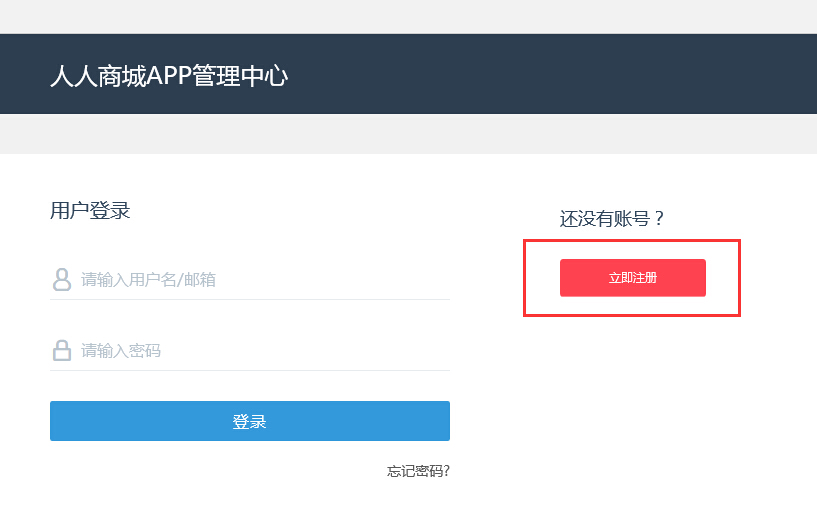 人人商城APP管理中心
用户登录
请输入用户名/邮箱
请输入密码
登录
忘记密码?
还没有账号？
立即注册